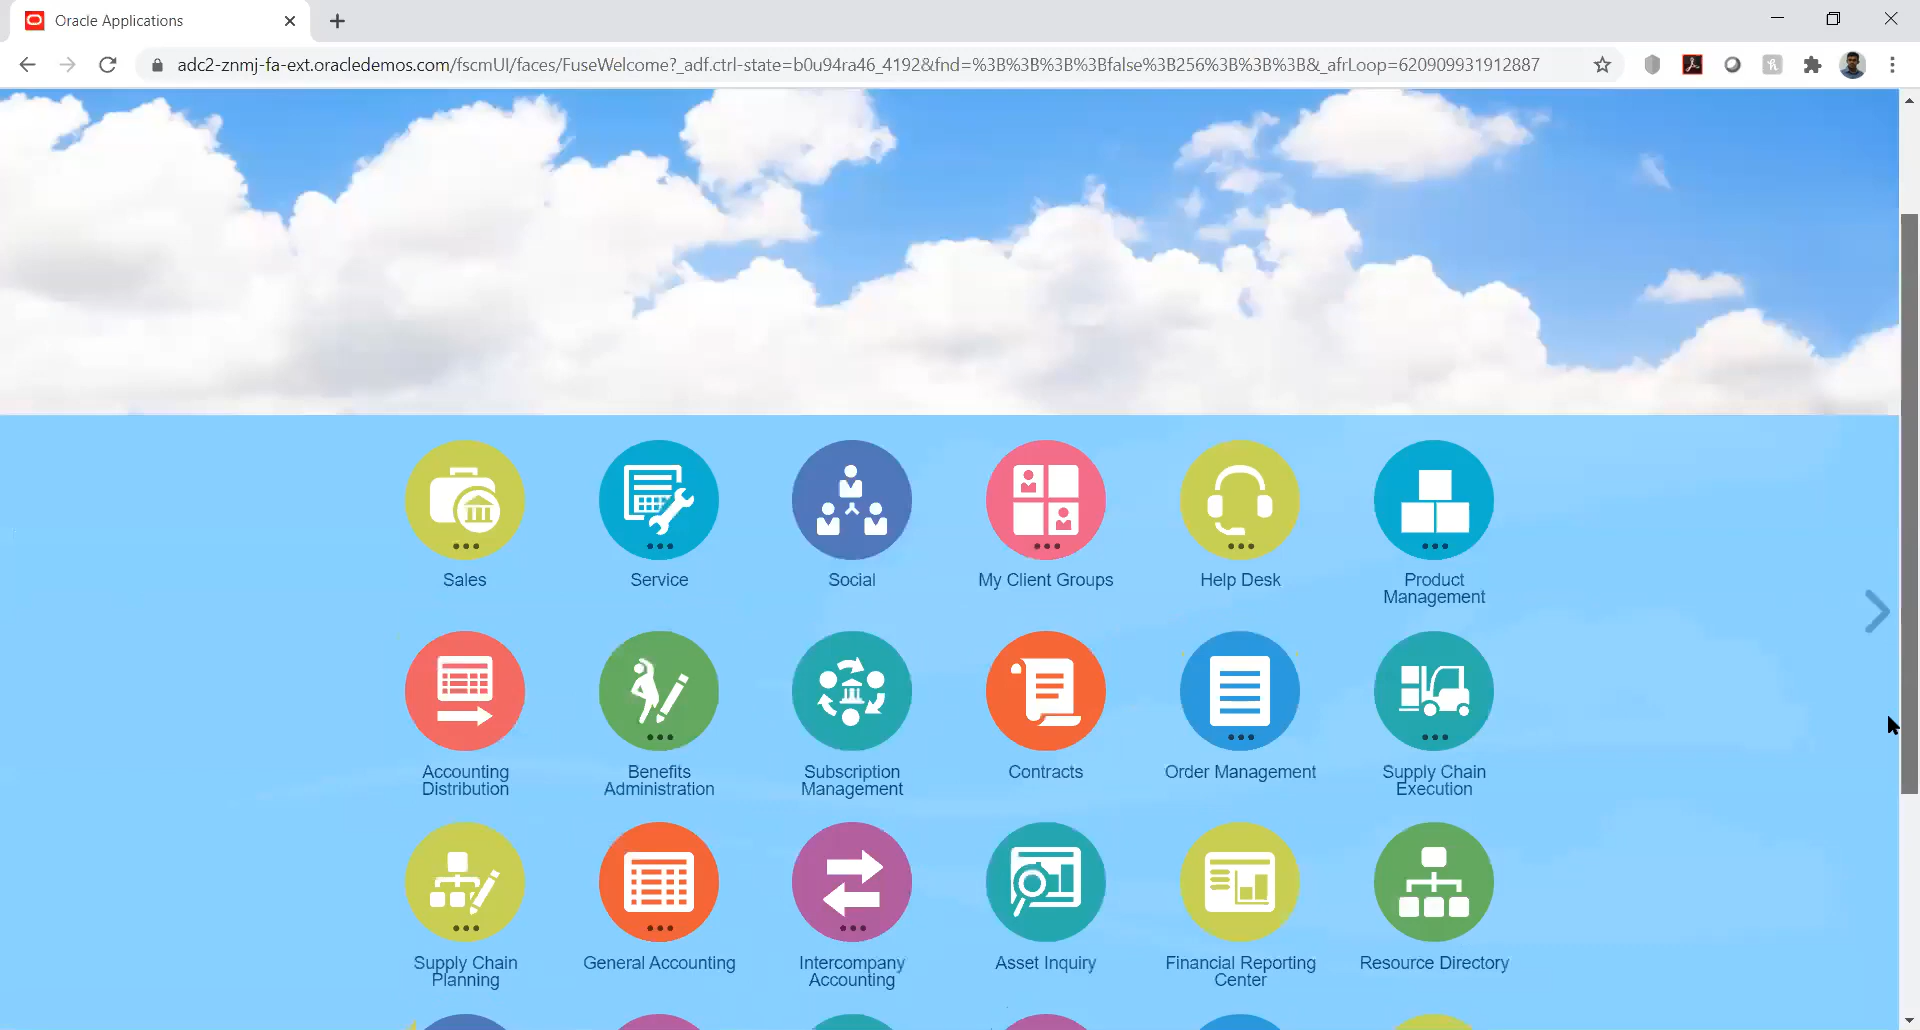 Oracle Applications
adc2-znmj-fa-ext.oracledemos.com/fscmUI/faces/FuseWelcome?_adf.ctrl-state=b0u94ra46_4192&fnd=%3B%3B%3B%3Bfalse%3B256%3B%3B%3B&_afrLoop=620909931912887
Sales
Service
Social
My Client Groups
Help Desk
Product
Management
Accounting
Distribution
Benefits
Administration
Subscription
Management
Contracts
Order Management
Supply Chain
Execution
Supply Chain
Planning
General Accounting
Intercompany
Accounting
Asset Inquiry
Financial Reporting
Center
Resource Directory